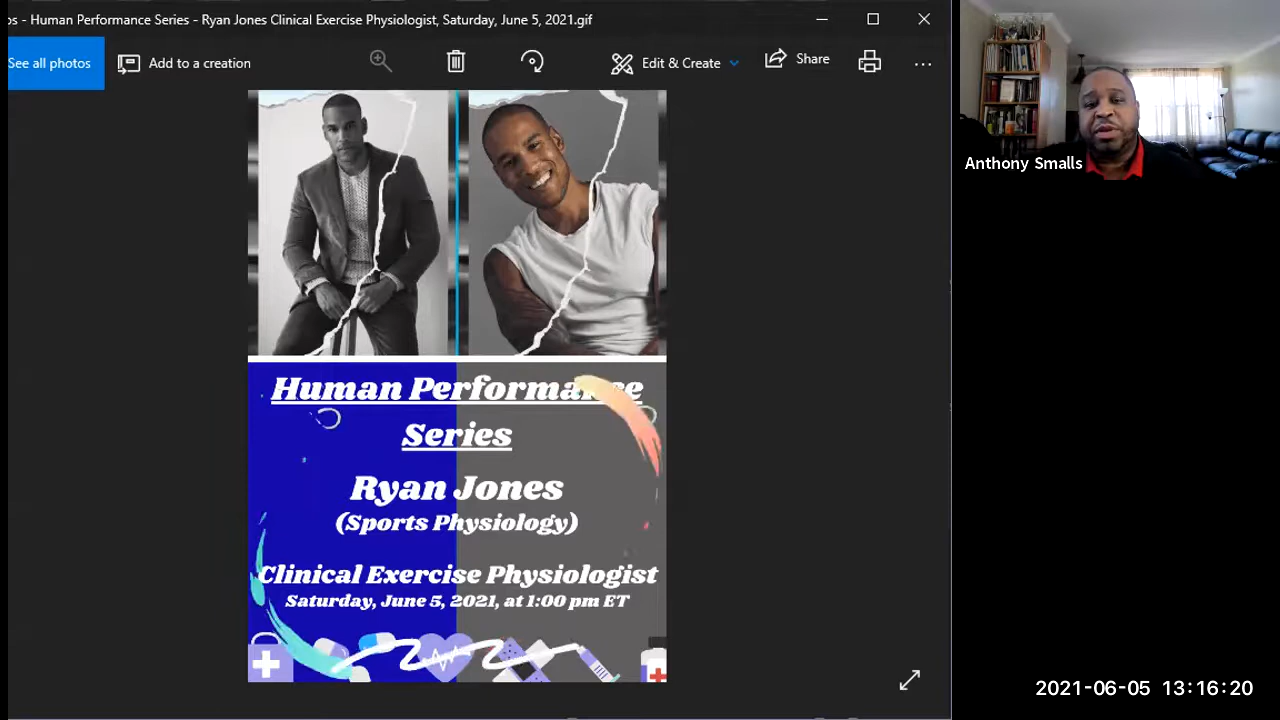 os - Human Performance Series - Ryan Jones Clinical Exercise Physiologist, Saturday, June 5, 2021.gif
See all photos
Add to a creation
Edit & Create
Share
Anthony Smalls
Human Performance
Series
Ryan Jones
(Sports Physiology)
Clinical Exercise Physiologist
Saturday, June 5, 2021, at 1:00 pm ET
2021-06-05 13:16:20